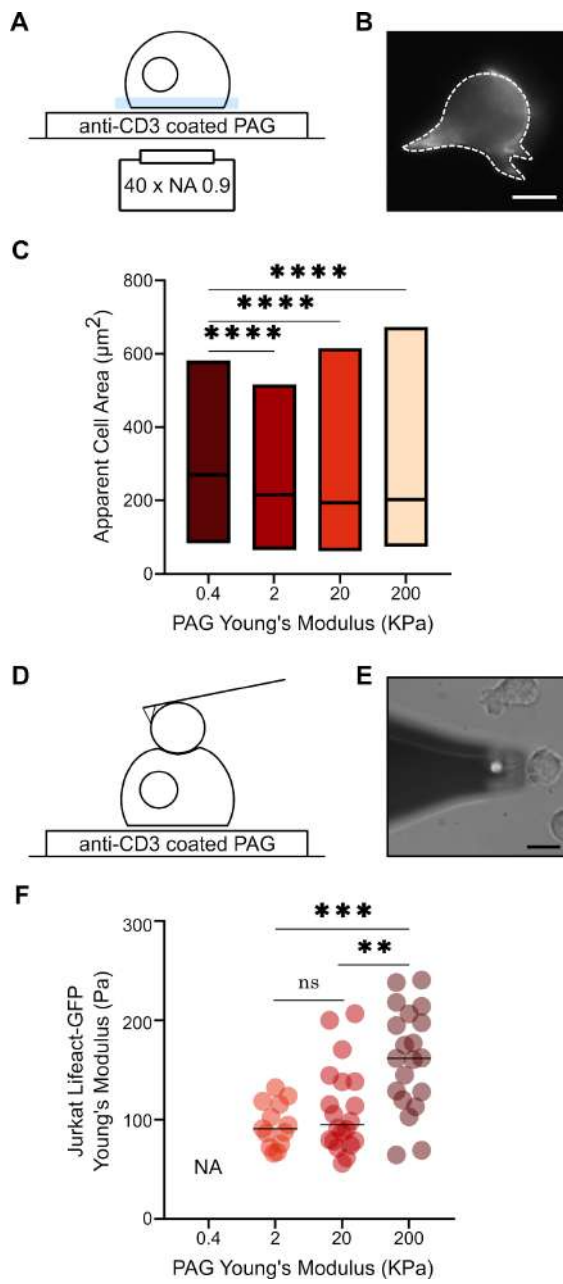 A
anti-CD3 coated PAG
40 x NA 0.9
B
C
Apparent Cell Area (µm²)
800
600
400
200
0
****
****
****
0.4 2 20 200
PAG Young's Modulus (KPa)
D
anti-CD3 coated PAG
E
F
Jurkat Lifeact-GFP
Young's Modulus (Pa)
300
200
100
0
***
**
ns
NA
0.4 2 20 200
PAG Young's Modulus (KPa)